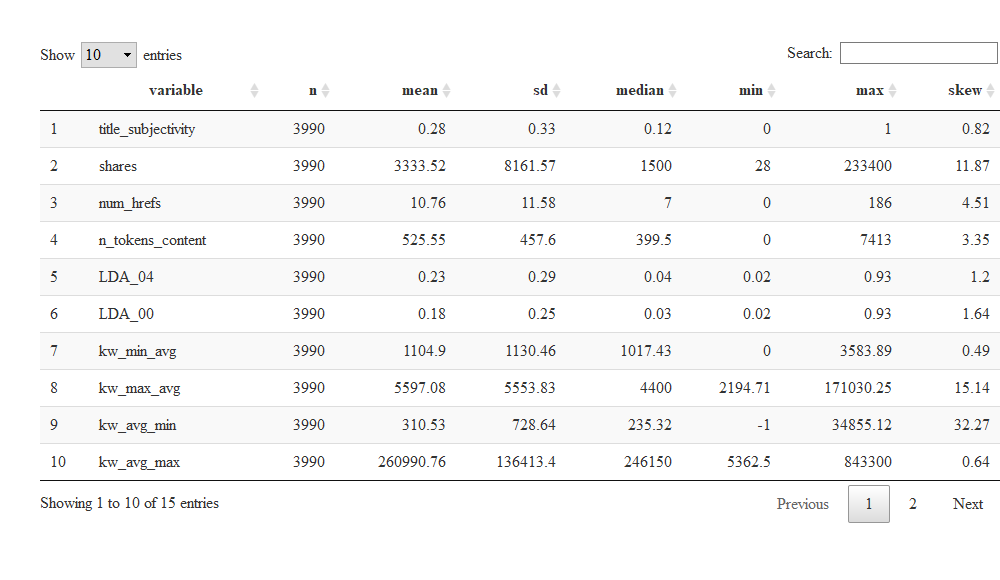 Show 10 entries Search:
variable n mean sd median min max skew
1 title_subjectivity 3990 0.28 0.33 0.12 0 1 0.82
2 shares 3990 3333.52 8161.57 1500 28 233400 11.87
3 num_hrefs 3990 10.76 11.58 7 0 186 4.51
4 n_tokens_content 3990 525.55 457.6 399.5 0 7413 3.35
5 LDA_04 3990 0.23 0.29 0.04 0.02 0.93 1.2
6 LDA_00 3990 0.18 0.25 0.03 0.02 0.93 1.64
7 kw_min_avg 3990 1104.9 1130.46 1017.43 0 3583.89 0.49
8 kw_max_avg 3990 5597.08 5553.83 4400 2194.71 171030.25 15.14
9 kw_avg_min 3990 310.53 728.64 235.32 -1 34855.12 32.27
10 kw_avg_max 3990 260990.76 136413.4 246150 5362.5 843300 0.64
Showing 1 to 10 of 15 entries Previous 1 2 Next